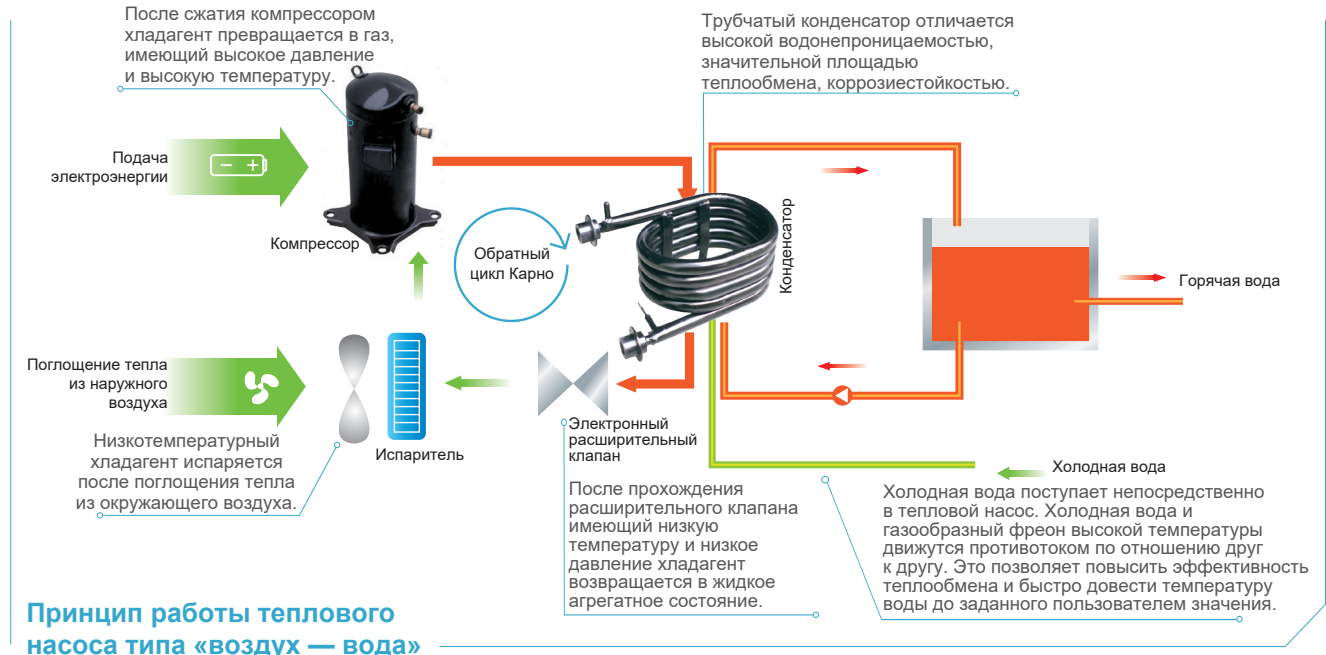 После сжатия компрессором
хладагент превращается в газ,
имеющий высокое давление
и высокую температуру.
Трубчатый конденсатор отличается
высокой водонепроницаемостью,
значительной площадью
теплообмена, коррозиестойкостью.
Подача
электроэнергии
Компрессор
Обратный
цикл Карно
Конденсатор
Горячая вода
Поглощение тепла
из наружного
воздуха
Испаритель
Электронный
расширительный
клапан
Холодная вода
Низкотемпературный
хладагент испаряется
после поглощения тепла
из окружающего воздуха.
После прохождения
расширительного клапана
имеющий низкую
температуру и низкое
давление хладагент
возвращается в жидкое
агрегатное состояние.
Холодная вода поступает непосредственно
в тепловой насос. Холодная вода и
газообразный фреон высокой температуры
движутся противотоком по отношению друг
к другу. Это позволяет повысить эффективность
теплообмена и быстро довести температуру
воды до заданного пользователем значения.
Принцип работы теплового
насоса типа «воздух — вода»